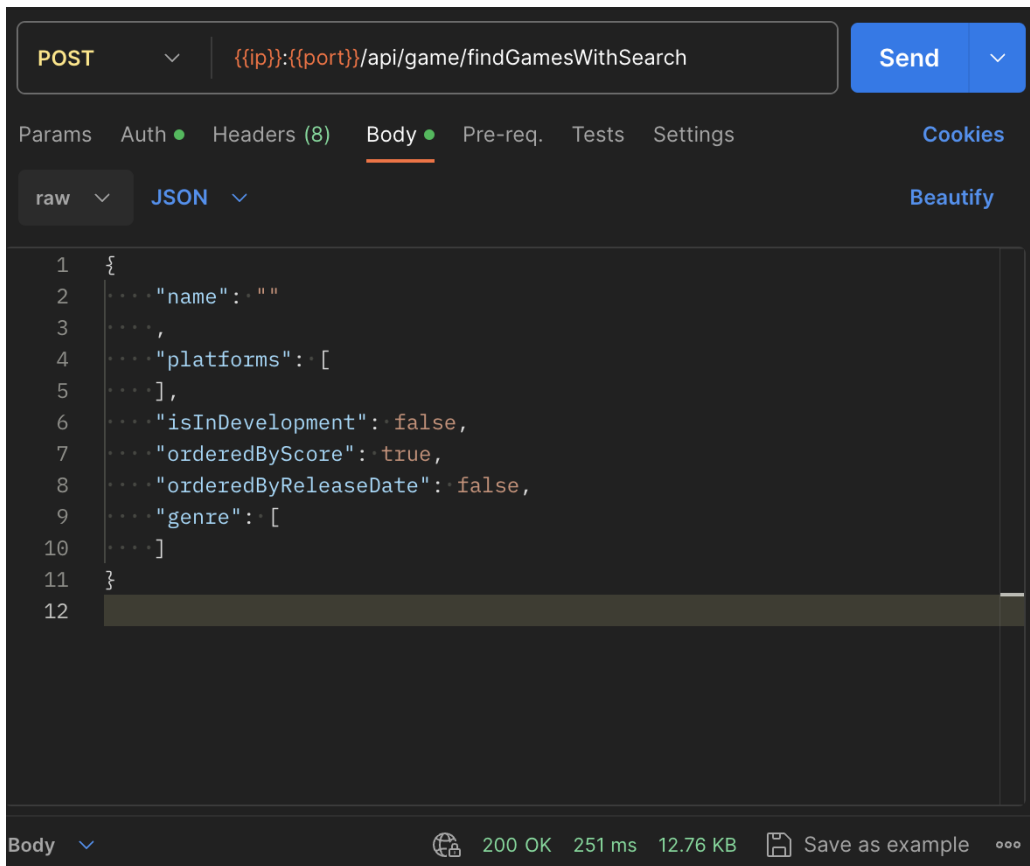 POST {{ip}}:{{port}}/api/game/findGamesWithSearch Send
Params Auth Headers (8) Body Pre-req. Tests Settings Cookies
raw JSON Beautify
1 {
2 ····"name":·""
3 ····,
4 ····"platforms":·[
5 ····],
6 ····"isInDevelopment":·false,
7 ····"orderedByScore":·true,
8 ····"orderedByReleaseDate":·false,
9 ····"genre":·[
10 ····]
11 }
12
Body 200 OK 251 ms 12.76 KB Save as example